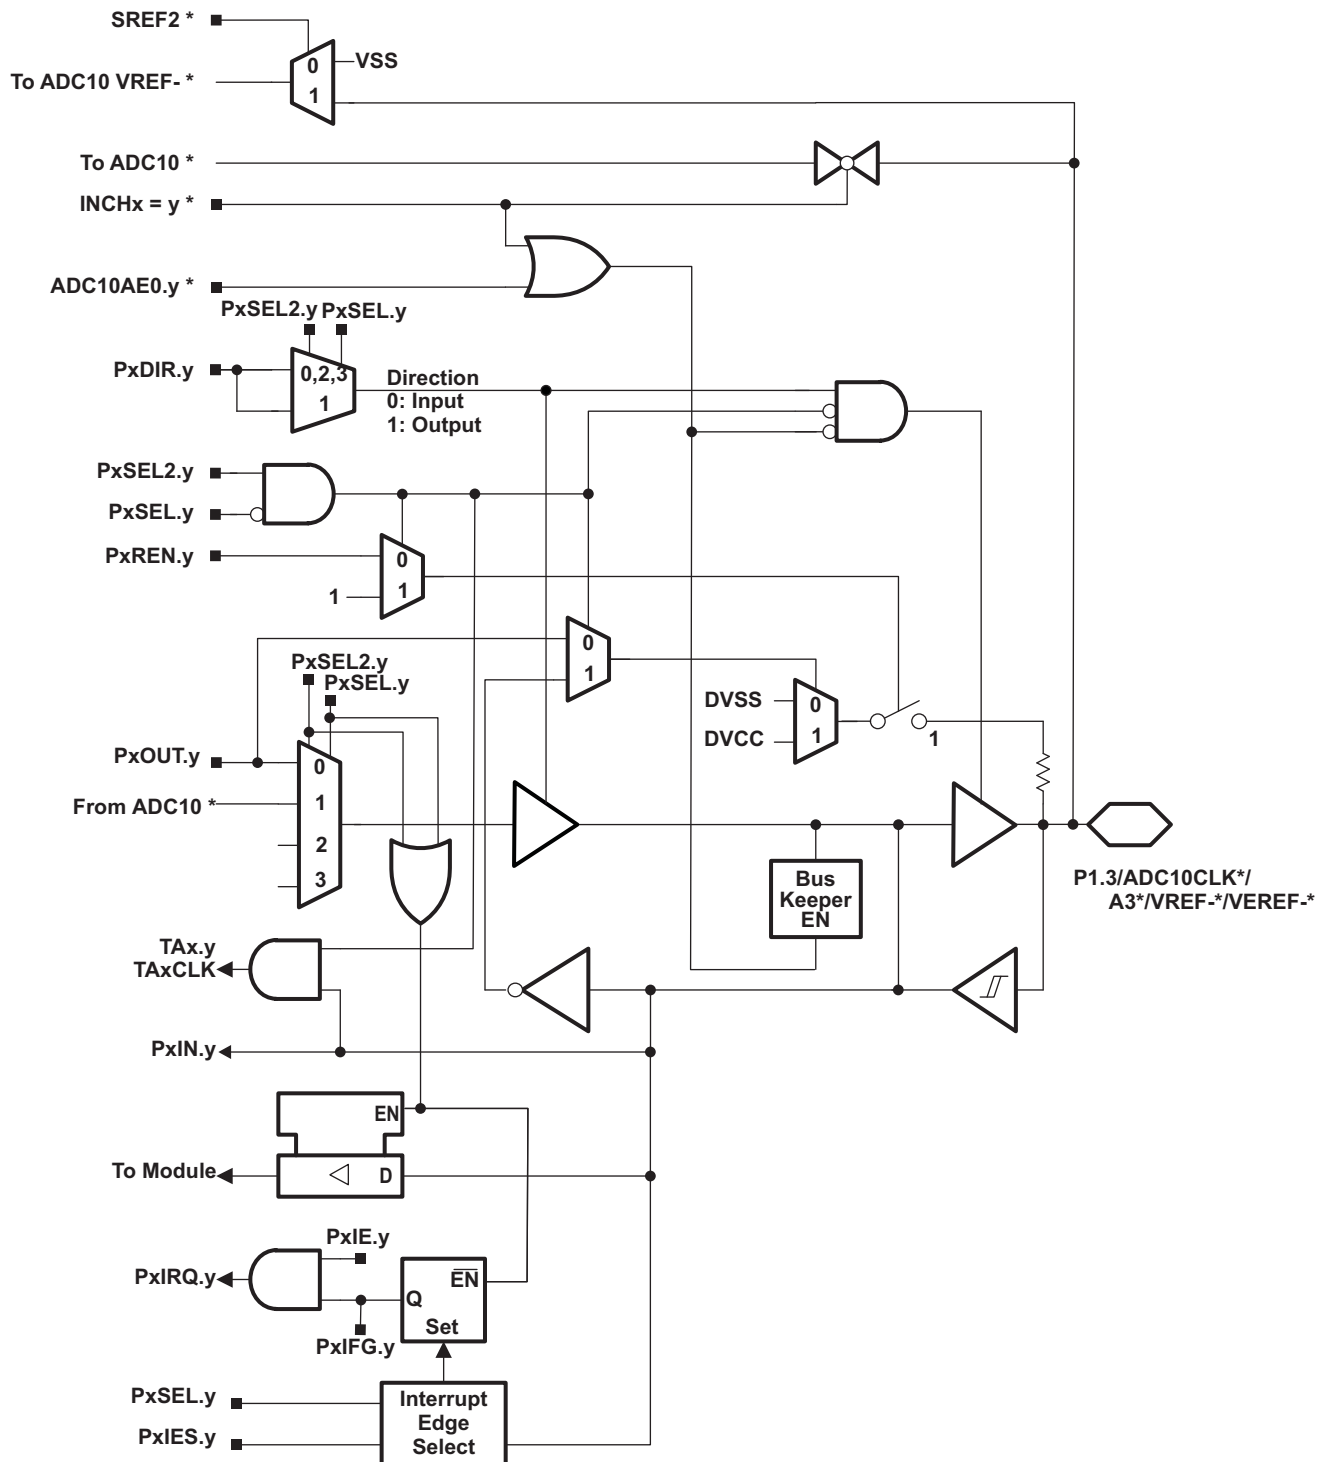 SREF2 *
VSS
0
To ADC10 VREF- *
1
To ADC10 *
INCHx = y *
ADC10AE0.y *
PxSEL2.y PxSEL.y
PxDIR.y
0,2,3
1
Direction
0: Input
1: Output
PxSEL2.y
PxSEL.y
PxREN.y
0
1
1
0
1
PxSEL2.y
PxSEL.y
DVSS
0
DVCC
1
1
PxOUT.y
0
From ADC10 *
1
2
3
Bus
Keeper
EN
P1.3/ADC10CLK*/
A3*/VREF-*/VEREF-*
TAx.y
TAxCLK
PxIN.y
EN
To Module
D
PxIE.y
PxIRQ.y
EN
Q
Set
PxIFG.y
PxSEL.y
PxIES.y
Interrupt
Edge
Select